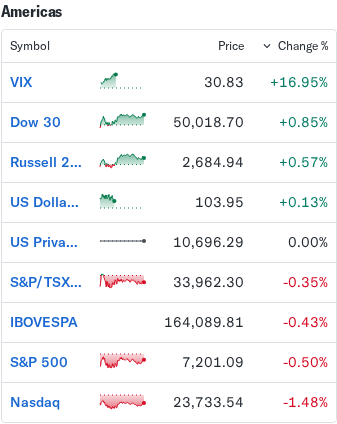 Americas
Symbol Price Change %
VIX 30.83 +16.95%
Dow 30 50,018.70 +0.85%
Russell 2... 2,684.94 +0.57%
US Dolla... 103.95 +0.13%
US Priva... 10,696.29 0.00%
S&P/TSX... 33,962.30 -0.35%
IBOVESPA 164,089.81 -0.43%
S&P 500 7,201.09 -0.50%
Nasdaq 23,733.54 -1.48%